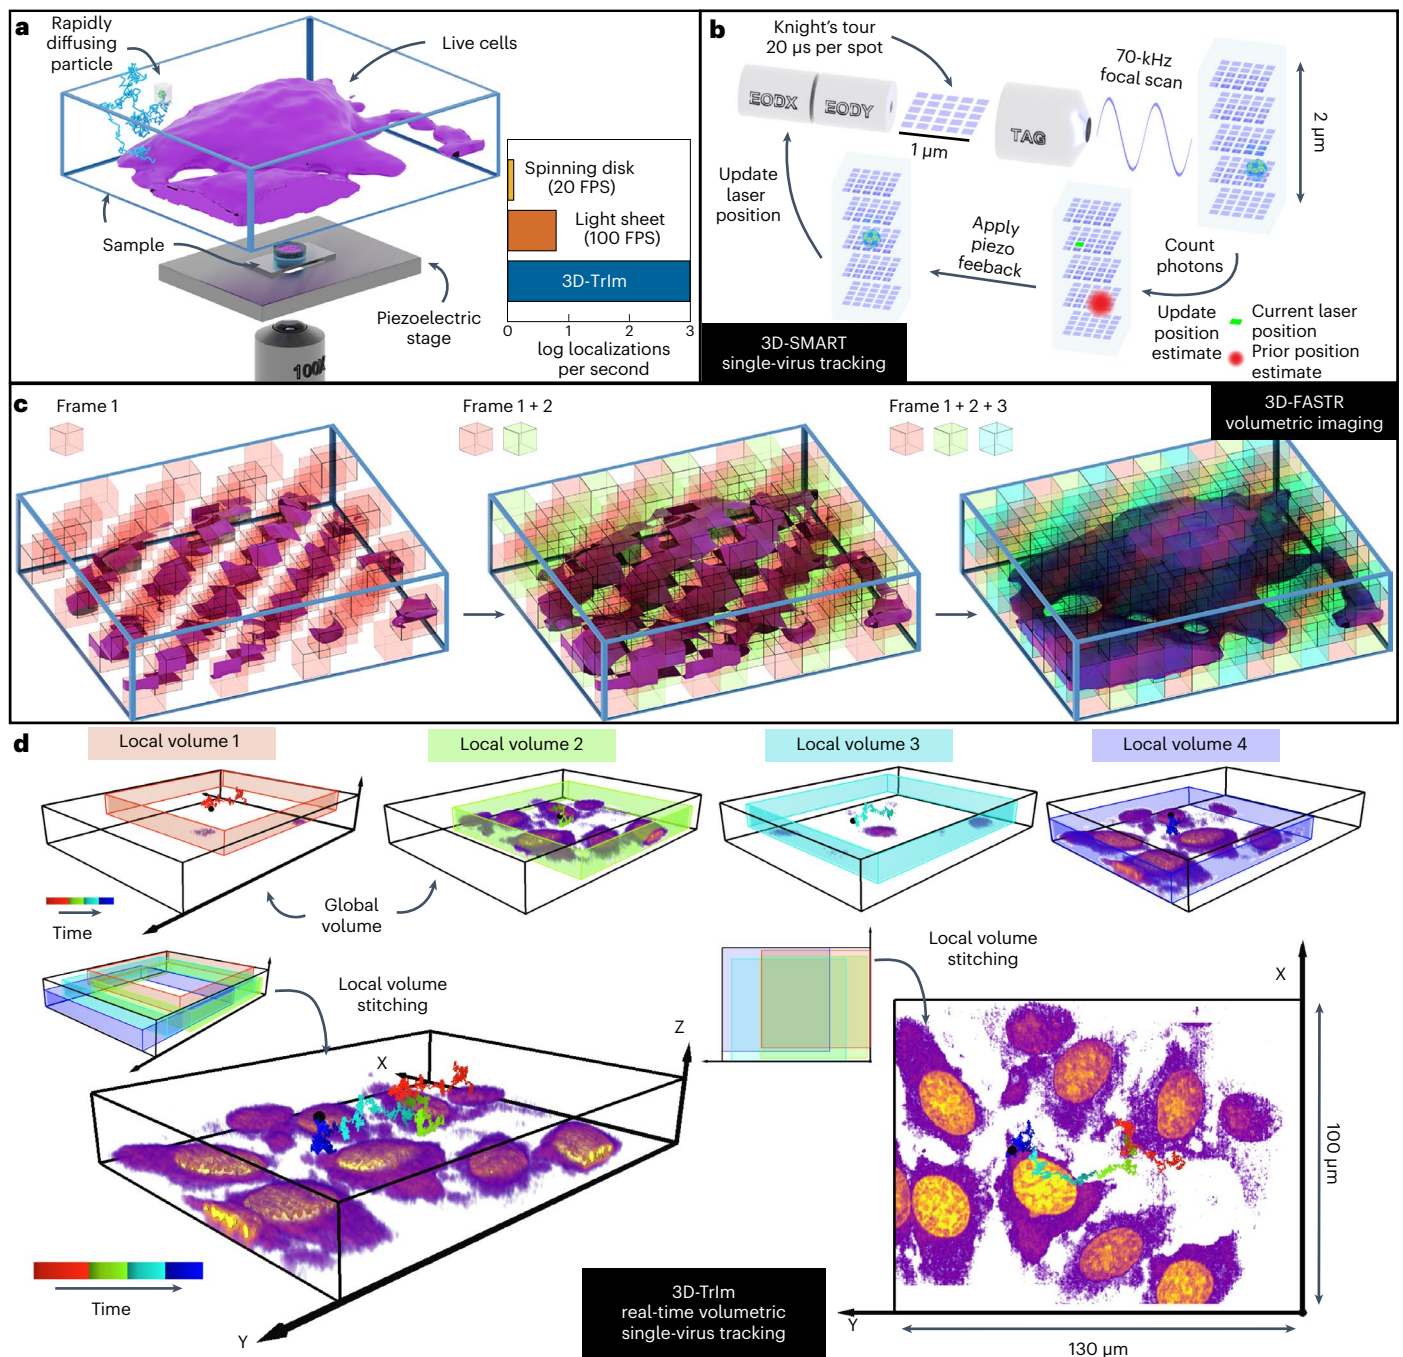 a
Rapidly
diffusing
particle
Live cells
Sample
Piezoelectric
stage
100X
Spinning disk
(20 FPS)
Light sheet
(100 FPS)
3D-TrIm
0 1 2 3
log localizations
per second
b
Knight's tour
20 µs per spot
70-kHz
focal scan
EODX
EODY
TAG
1 µm
2 µm
Update
laser
position
Apply
piezo
feeback
Count
photons
Update
position
estimate
Current laser
position
Prior position
estimate
3D-SMART
single-virus tracking
c
Frame 1
Frame 1 + 2
Frame 1 + 2 + 3
3D-FASTR
volumetric imaging
d
Local volume 1
Local volume 2
Local volume 3
Local volume 4
Time
Global
volume
Local volume
stitching
Local volume
stitching
X
Z
Y
Time
X
Y
100 µm
130 µm
3D-TrIm
real-time volumetric
single-virus tracking